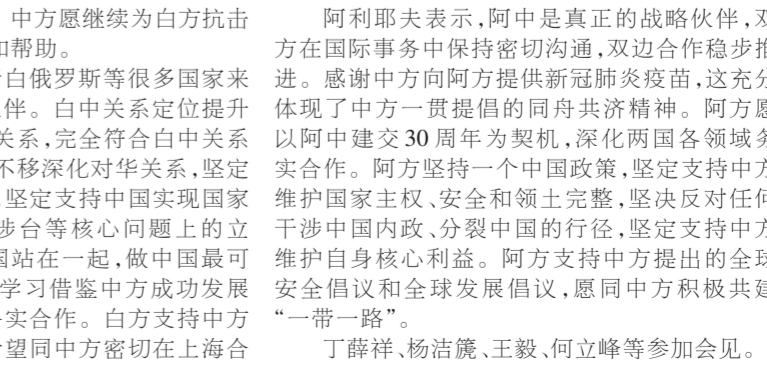 中方愿继续为白方抗击
和帮助。
白俄罗斯等很多国家来
伴。白中关系定位提升
关系,完全符合白中关系
不移深化对华关系,坚定
坚定支持中国实现国家
涉台等核心问题上的立
国站在一起,做中国最可
学习借鉴中方成功发展
实合作。白方支持中方
望同中方密切在上海合
阿利耶夫表示,阿中是真正的战略伙伴,双
方在国际事务中保持密切沟通,双边合作稳步推
进。感谢中方向阿方提供新冠肺炎疫苗,这充分
体现了中方一贯提倡的同舟共济精神。阿方愿
以阿中建交30周年为契机,深化两国各领域务
实合作。阿方坚持一个中国政策,坚定支持中方
维护国家主权、安全和领土完整,坚决反对任何
干涉中国内政、分裂中国的行径,坚定支持中方
维护自身核心利益。阿方支持中方提出的全球
安全倡议和全球发展倡议,愿同中方积极共建
“一带一路”。
丁薛祥、杨洁篪、王毅、何立峰等参加会见。